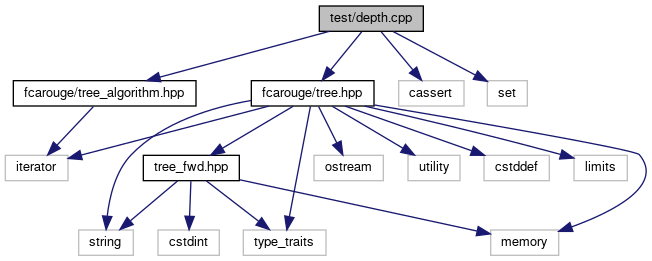 test/depth.cpp
fcarouge/tree_algorithm.hpp
fcarouge/tree.hpp
cassert
set
iterator
tree_fwd.hpp
ostream
utility
cstddef
limits
string
cstdint
type_traits
memory